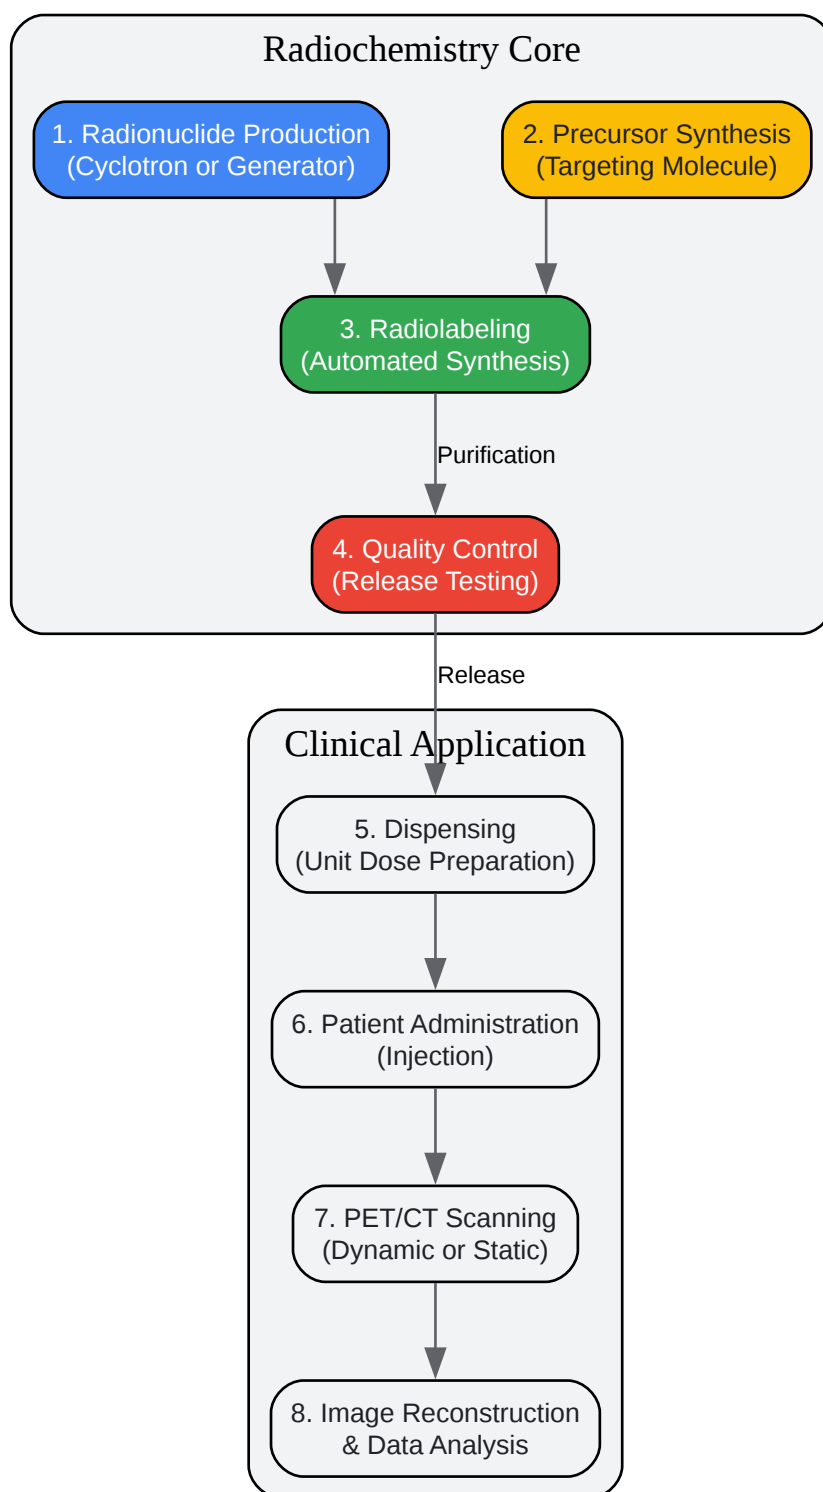 Radiochemistry Core
1. Radionuclide Production
(Cyclotron or Generator)
2. Precursor Synthesis
(Targeting Molecule)
3. Radiolabeling
(Automated Synthesis)
Purification
4. Quality Control
(Release Testing)
Release
Clinical Application
5. Dispensing
(Unit Dose Preparation)
6. Patient Administration
(Injection)
7. PET/CT Scanning
(Dynamic or Static)
8. Image Reconstruction
& Data Analysis